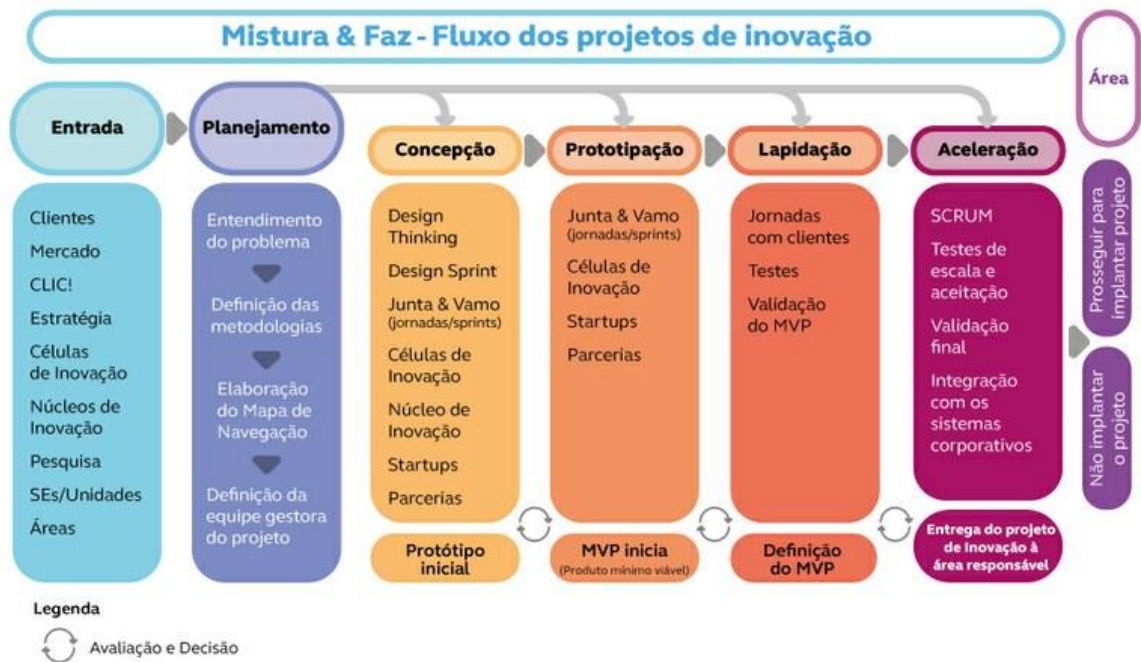 Mistura & Faz - Fluxo dos projetos de inovação
Área
Entrada
Planejamento
Concepção
Prototipação
Lapidação
Aceleração
Clientes
Mercado
CLIC!
Estratégia
Células
de Inovação
Núcleos de
Inovação
Pesquisa
SEs/Unidades
Áreas
Entendimento
do problema
Definição das
metodologias
Elaboração
do Mapa de
Navegação
Definição da
equipe gestora
do projeto
Design
Thinking
Design Sprint
Junta & Vamo
(jornadas/sprints)
Células de
Inovação
Núcleo de
Inovação
Startups
Parcerias
Protótipo
inicial
Junta & Vamo
(jornadas/sprints)
Células de
Inovação
Startups
Parcerias
MVP inicia
(Produto mínimo viável)
Jornadas
com clientes
Testes
Validação
do MVP
Definição
do MVP
SCRUM
Testes de
escala e
aceitação
Validação
final
Integração
com os
sistemas
corporativos
Entrega do projeto
de Inovação à
área responsável
Prosseguir para
implantar projeto
Não implantar
o projeto
Legenda
Avaliação e Decisão